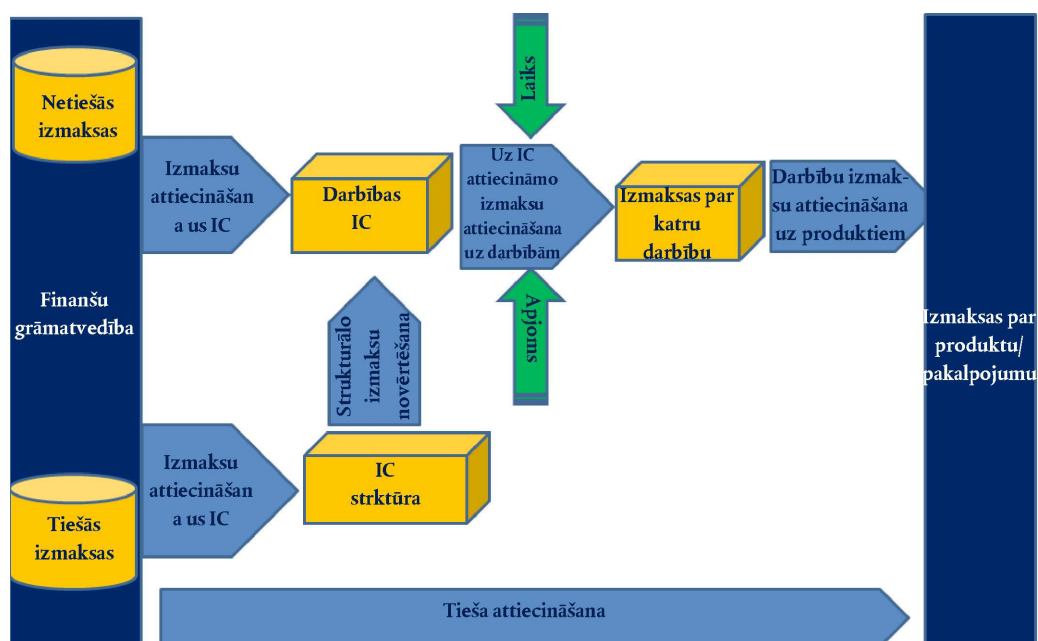 Netiešās
izmaksas
Finanšu
grāmatvedība
Tiešās
izmaksas
Izmaksu
attiecināšan
a us IC
Darbības
IC
Laiks
Uz IC
attiecināmo
izmaksu
attiecināšana
uz darbībām
Apjoms
Izmaksas par
katru
darbību
Darbību izmak-
su attiecināšana
uz produktiem
Izmaksas par
produktu/
pakalpojumu
Strukturālo
izmaksu
novērtēšana
Izmaksu
attiecināšan
a us IC
IC
strktūra
Tieša attiecināšana